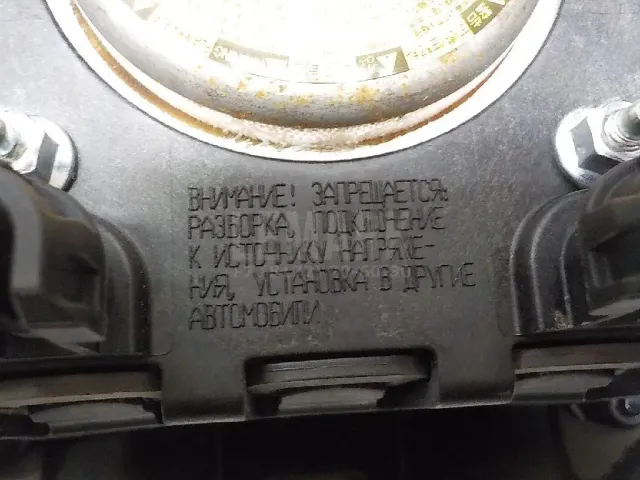 ВНИМАНИЕ! ЗАПРЕЩАЕТСЯ:
РАЗБОРКА, ПОДКЛЮЧЕНИЕ
К ИСТОЧНИКУ НАПРЯЖЕ-
НИЯ, УСТАНОВКА В ДРУГИЕ
АВТОМОБИЛИ